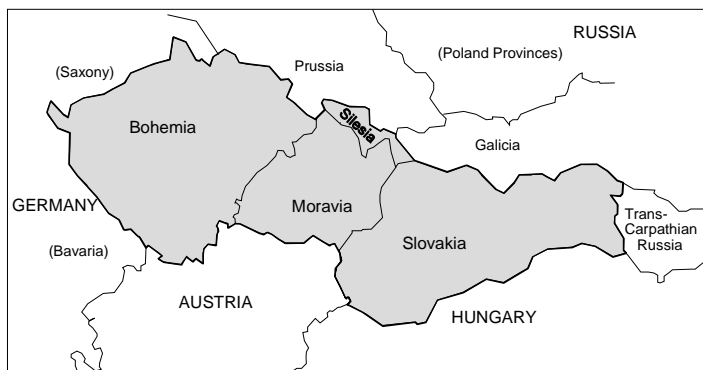 RUSSIA
(Poland Provinces)
Prussia
(Saxony)
Silesia
Bohemia
Galicia
GERMANY
Moravia
Trans-
Carpathian
Russia
Slovakia
(Bavaria)
AUSTRIA
HUNGARY